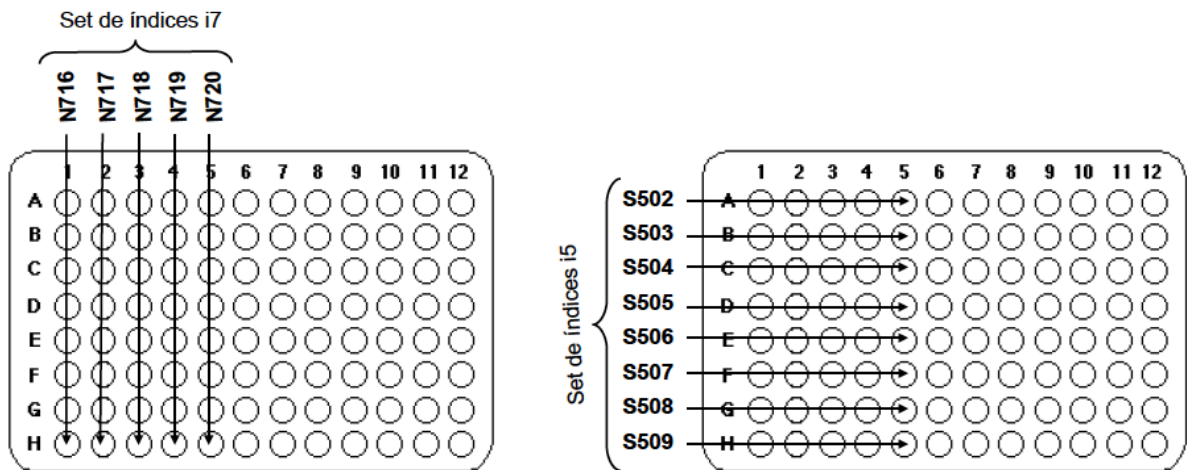 Set de índices i7
N716 N717 N718 N719 N720
1 2 3 4 5 6 7 8 9 10 11 12
A
B
C
D
E
F
G
H
Set de índices i5
1 2 3 4 5 6 7 8 9 10 11 12
S502 A
S503 B
S504 C
S505 D
S506 E
S507 F
S508 G
S509 H